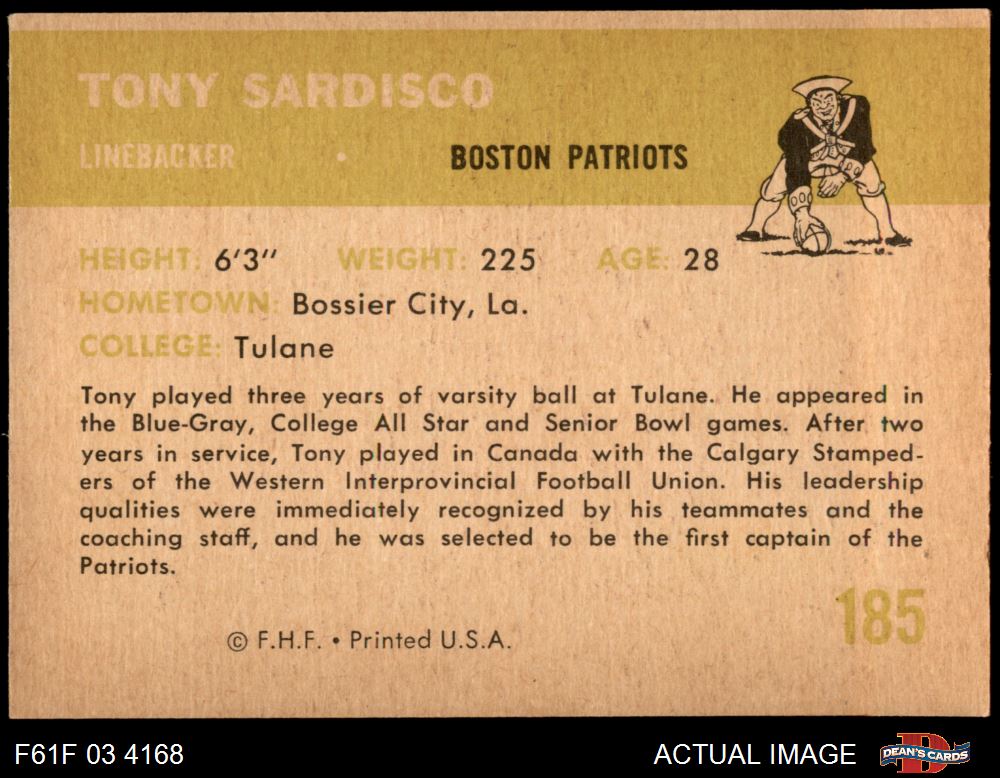 TONY SARDISCO
LINEBACKER • BOSTON PATRIOTS
HEIGHT: 6'3" WEIGHT: 225 AGE: 28
HOMETOWN: Bossier City, La.
COLLEGE: Tulane
Tony played three years of varsity ball at Tulane. He appeared in
the Blue-Gray, College All Star and Senior Bowl games. After two
years in service, Tony played in Canada with the Calgary Stamped-
ers of the Western Interprovincial Football Union. His leadership
qualities were immediately recognized by his teammates and the
coaching staff, and he was selected to be the first captain of the
Patriots.
185
© F.H.F. • Printed U.S.A.
F61F 03 4168 ACTUAL IMAGE D DEAN'S CARDS